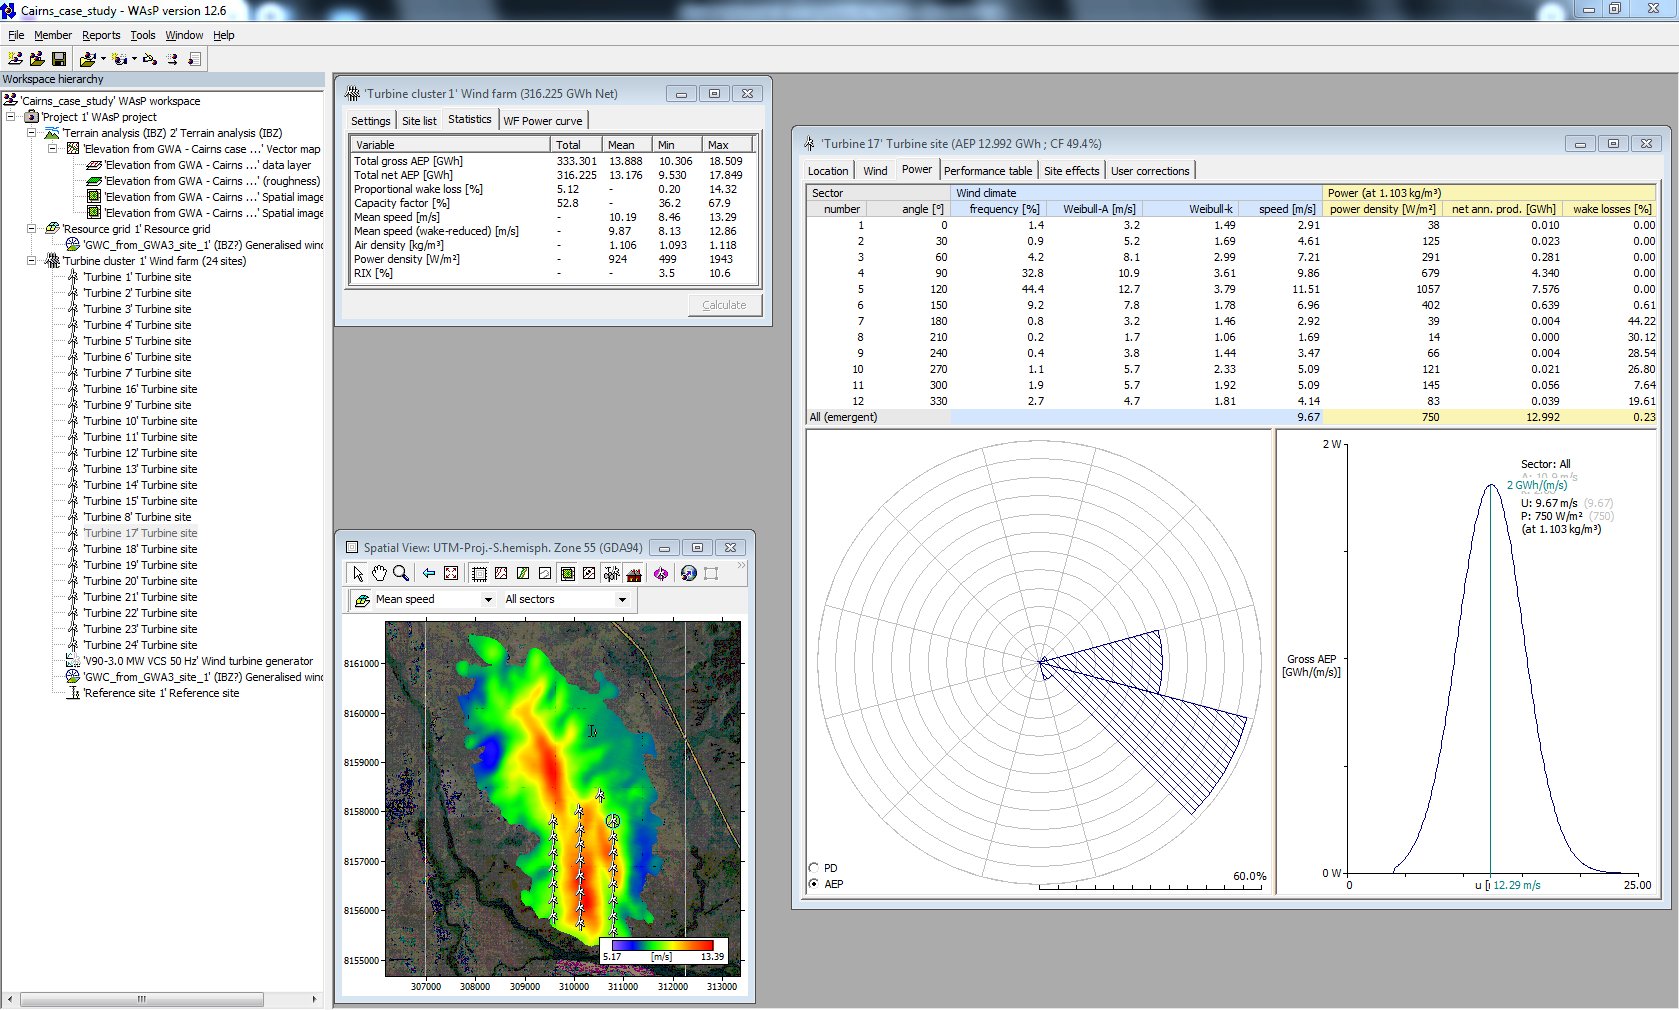 Cairns_case_study - WAsP version 12.6
File Member Reports Tools Window Help
Workspace hierarchy
'Cairns_case_study' WAsP workspace
'Project 1' WAsP project
'Terrain analysis (IBZ) 2' Terrain analysis (IBZ)
'Elevation from GWA - Cairns case ...' Vector map
'Elevation from GWA - Cairns ...' data layer
'Elevation from GWA - Cairns ...' (roughness)
'Elevation from GWA - Cairns ...' Spatial image
'Elevation from GWA - Cairns ...' Spatial image
'Resource grid 1' Resource grid
'GWC_from_GWA3_site_1' (IBZ?) Generalised wind
'Turbine cluster 1' Wind farm (24 sites)
'Turbine 1' Turbine site
'Turbine 2' Turbine site
'Turbine 3' Turbine site
'Turbine 4' Turbine site
'Turbine 5' Turbine site
'Turbine 6' Turbine site
'Turbine 7' Turbine site
'Turbine 16' Turbine site
'Turbine 9' Turbine site
'Turbine 10' Turbine site
'Turbine 11' Turbine site
'Turbine 12' Turbine site
'Turbine 13' Turbine site
'Turbine 14' Turbine site
'Turbine 15' Turbine site
'Turbine 8' Turbine site
'Turbine 17' Turbine site
'Turbine 18' Turbine site
'Turbine 19' Turbine site
'Turbine 20' Turbine site
'Turbine 21' Turbine site
'Turbine 22' Turbine site
'Turbine 23' Turbine site
'Turbine 24' Turbine site
'V90-3.0 MW VCS 50 Hz' Wind turbine generator
'GWC_from_GWA3_site_1' (IBZ?) Generalised wind
'Reference site 1' Reference site
'Turbine cluster 1' Wind farm (316.225 GWh Net)
Settings Site list Statistics WF Power curve
Variable Total Mean Min Max
Total gross AEP [GWh] 333.301 13.888 10.306 18.509
Total net AEP [GWh] 316.225 13.176 9.530 17.849
Proportional wake loss [%] 5.12 - 0.20 14.32
Capacity factor [%] 52.8 - 36.2 67.9
Mean speed [m/s] - 10.19 8.46 13.29
Mean speed (wake-reduced) [m/s] - 9.87 8.13 12.86
Air density [kg/m³] - 1.106 1.093 1.118
Power density [W/m²] - 924 499 1943
RIX [%] - - 3.5 10.6
Calculate
Spatial View: UTM-Proj.-S.hemisph. Zone 55 (GDA94)
Mean speed All sectors
8161000
8160000
8159000
8158000
8157000
8156000
8155000
5.17 [m/s] 13.39
307000 308000 309000 310000 311000 312000 313000
'Turbine 17' Turbine site (AEP 12.992 GWh ; CF 49.4%)
Location Wind Power Performance table Site effects User corrections
Sector Wind climate Power (at 1.103 kg/m³)
number angle [°] frequency [%] Weibull-A [m/s] Weibull-k speed [m/s] power density [W/m²] net ann. prod. [GWh] wake losses [%]
1 0 1.4 3.2 1.49 2.91 38 0.010 0.00
2 30 0.9 5.2 1.69 4.61 125 0.023 0.00
3 60 4.2 8.1 2.99 7.21 291 0.281 0.00
4 90 32.8 10.9 3.61 9.86 679 4.340 0.00
5 120 44.4 12.7 3.79 11.51 1057 7.576 0.00
6 150 9.2 7.8 1.78 6.96 402 0.639 0.61
7 180 0.8 3.2 1.46 2.92 39 0.004 44.22
8 210 0.2 1.7 1.06 1.69 14 0.000 30.12
9 240 0.4 3.8 1.44 3.47 66 0.004 28.54
10 270 1.1 5.7 2.33 5.09 121 0.021 26.80
11 300 1.9 5.7 1.92 5.09 145 0.056 7.64
12 330 2.7 4.7 1.81 4.14 83 0.039 19.61
All (emergent) 9.67 750 12.992 0.23
PD
AEP
60.0%
2 W
Sector: All
A: 10.9 m/s
2 GWh/(m/s)
U: 9.67 m/s (9.67)
P: 750 W/m² (750)
(at 1.103 kg/m³)
Gross AEP
[GWh/(m/s)]
0 W
0 u [ 12.29 m/s 25.00